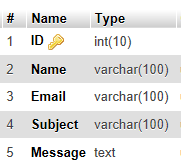 # Name Type
1 ID int(10)
2 Name varchar(100)
3 Email varchar(100)
4 Subject varchar(100)
5 Message text